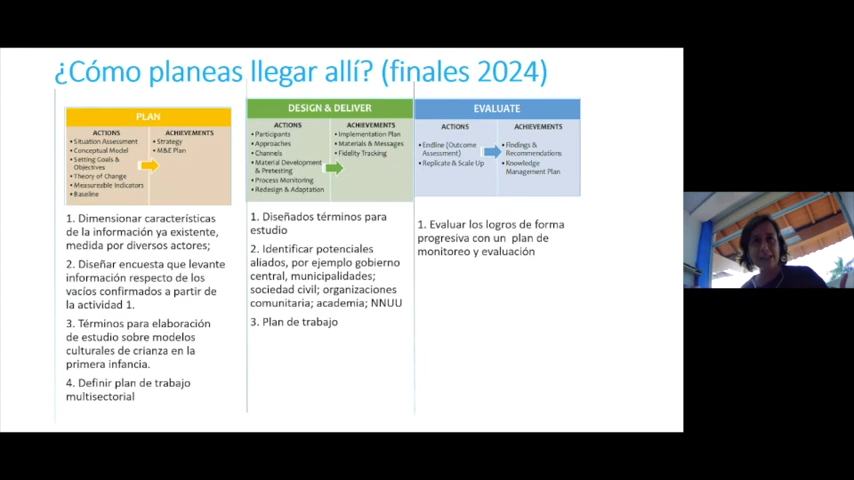 ¿Cómo planeas llegar allí? (finales 2024)
PLAN
ACTIONS
• Situation Assessment
• Conceptual Model
• Setting Goals &
Objectives
• Theory of Change
• Measureable Indicators
• Baseline
ACHIEVEMENTS
• Strategy
• M&E Plan
1. Dimensionar características
de la información ya existente,
medida por diversos actores;
2. Diseñar encuesta que levante
información respecto de los
vacíos confirmados a partir de
la actividad 1.
3. Términos para elaboración
de estudio sobre modelos
culturales de crianza en la
primera infancia.
4. Definir plan de trabajo
multisectorial
DESIGN & DELIVER
ACTIONS
• Participants
• Approaches
• Channels
• Material Development
& Pretesting
• Process Monitoring
• Redesign & Adaptation
ACHIEVEMENTS
• Implementation Plan
• Materials & Messages
• Fidelity Tracking
1. Diseñados términos para
estudio
2. Identificar potenciales
aliados, por ejemplo gobierno
central, municipalidades;
sociedad civil; organizaciones
comunitaria; academia; NNUU
3. Plan de trabajo
EVALUATE
ACTIONS
• Endline (Outcome
Assessment)
• Replicate & Scale Up
ACHIEVEMENTS
• Findings &
Recommendations
• Knowledge
Management Plan
1. Evaluar los logros de forma
progresiva con un plan de
monitoreo y evaluación